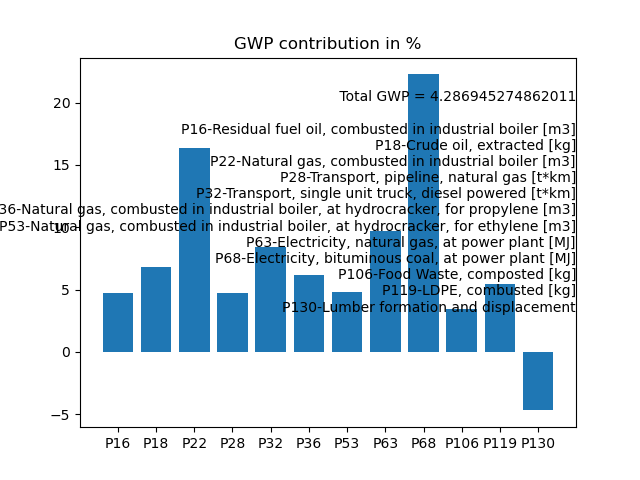 GWP contribution in %
Total GWP = 4.286945274862011
P16-Residual fuel oil, combusted in industrial boiler [m3]
P18-Crude oil, extracted [kg]
P22-Natural gas, combusted in industrial boiler [m3]
P28-Transport, pipeline, natural gas [t*km]
P32-Transport, single unit truck, diesel powered [t*km]
36-Natural gas, combusted in industrial boiler, at hydrocracker, for propylene [m3]
P53-Natural gas, combusted in industrial boiler, at hydrocracker, for ethylene [m3]
P63-Electricity, natural gas, at power plant [MJ]
P68-Electricity, bituminous coal, at power plant [MJ]
P106-Food Waste, composted [kg]
P119-LDPE, combusted [kg]
P130-Lumber formation and displacement
20
15
10
5
0
−5
P16 P18 P22 P28 P32 P36 P53 P63 P68 P106 P119 P130